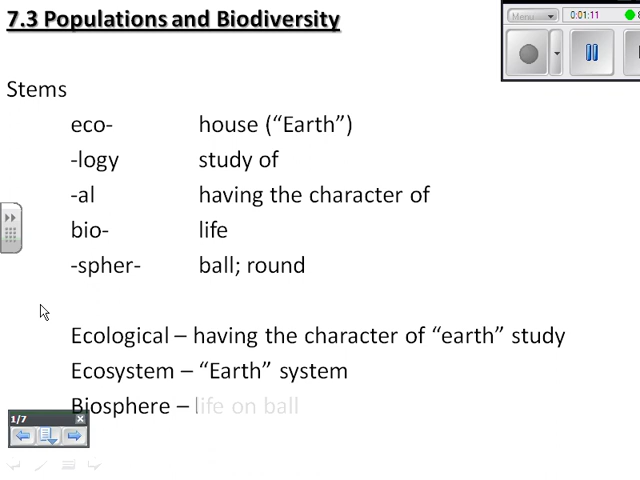 7.3 Populations and Biodiversity
Menu
0:01:11
Stems
eco- house (“Earth”)
-logy study of
-al having the character of
bio- life
-spher- ball; round
Ecological – having the character of “earth” study
Ecosystem – “Earth” system
Biosphere – life on ball
1/7